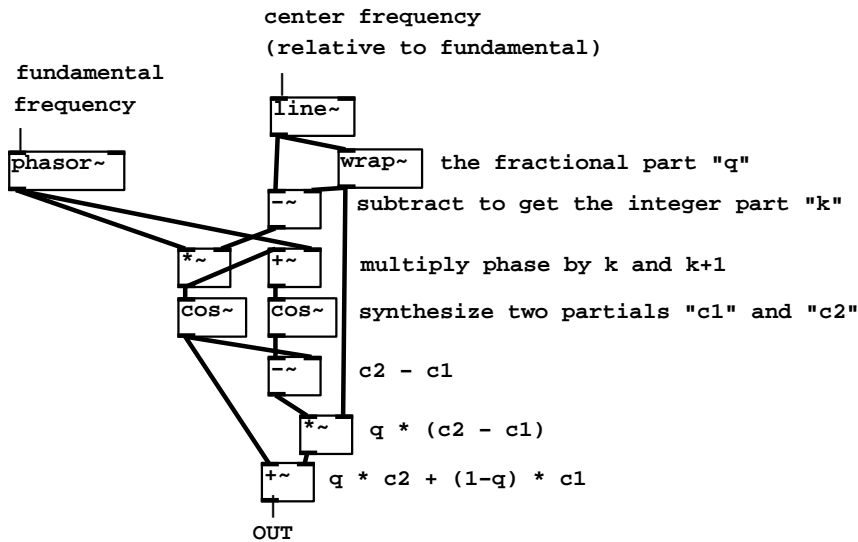 center frequency
(relative to fundamental)
fundamental
frequency
line~
phasor~
wrap~
the fractional part "q"
-~
subtract to get the integer part "k"
*~
+~
multiply phase by k and k+1
cos~
cos~
synthesize two partials "c1" and "c2"
-~
c2 - c1
*~
q * (c2 - c1)
+~
q * c2 + (1-q) * c1
OUT